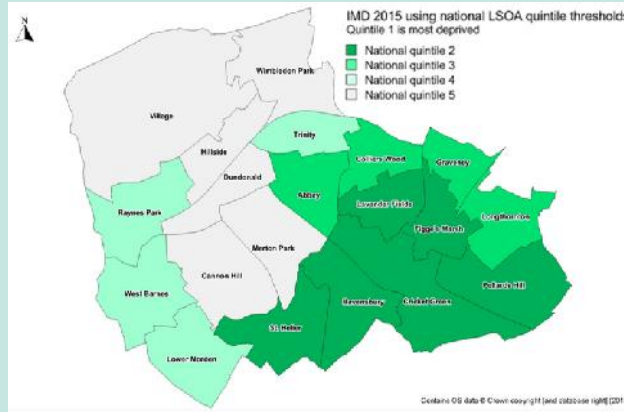 IMD 2015 using national LSOA quintile thresholds
Quintile 1 is most deprived
National quintile 2
National quintile 3
National quintile 4
National quintile 5
Wimbledon Park
Village
Trinity
Hillside
Colliers Wood
Graveney
Dundonald
Abbey
Lavender Fields
Raynes Park
Longthornton
Figge's Marsh
Merton Park
Cannon Hill
Pollards Hill
West Barnes
Ravensbury
Cricket Green
St. Helier
Lower Morden
Contains OS data © Crown copyright [and database right] (201